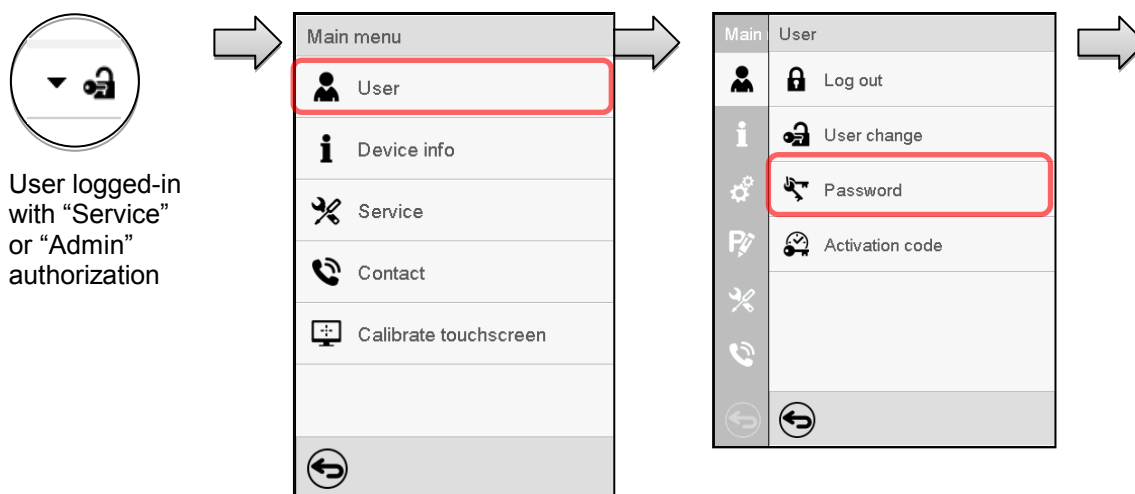 User logged-in
with “Service”
or “Admin”
authorization
Main menu
User
Device info
Service
Contact
Calibrate touchscreen
Main
User
Log out
User change
Password
Activation code